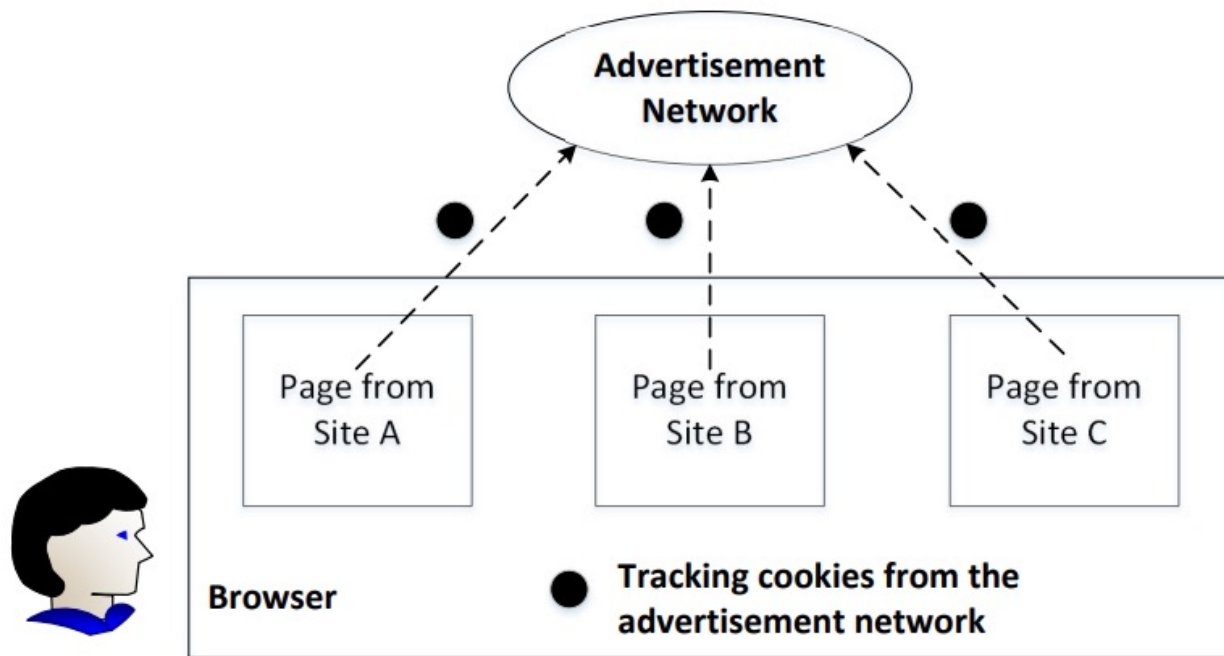 Advertisement
Network
Page from
Site A
Page from
Site B
Page from
Site C
Browser
Tracking cookies from the
advertisement network